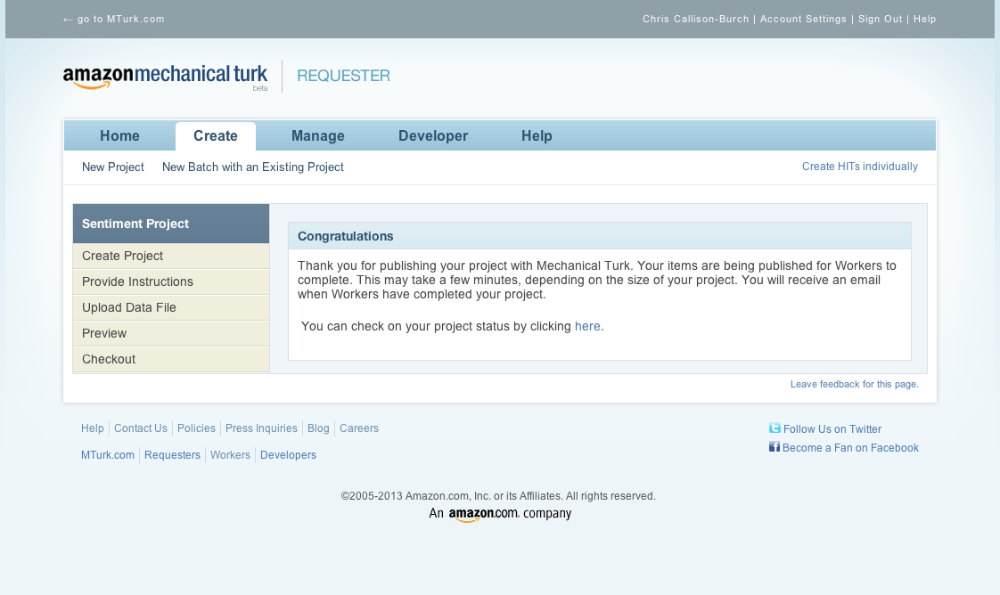 ← go to MTurk.com
Chris Callison-Burch | Account Settings | Sign Out | Help
amazonmechanical turk
beta
REQUESTER
Home Create Manage Developer Help
New Project New Batch with an Existing Project Create HITs individually
Sentiment Project
Create Project
Provide Instructions
Upload Data File
Preview
Checkout
Congratulations
Thank you for publishing your project with Mechanical Turk. Your items are being published for Workers to
complete. This may take a few minutes, depending on the size of your project. You will receive an email
when Workers have completed your project.
You can check on your project status by clicking here.
Leave feedback for this page.
Help | Contact Us | Policies | Press Inquiries | Blog | Careers
MTurk.com | Requesters | Workers | Developers
Follow Us on Twitter
Become a Fan on Facebook
©2005-2013 Amazon.com, Inc. or its Affiliates. All rights reserved.
An amazon.com. company